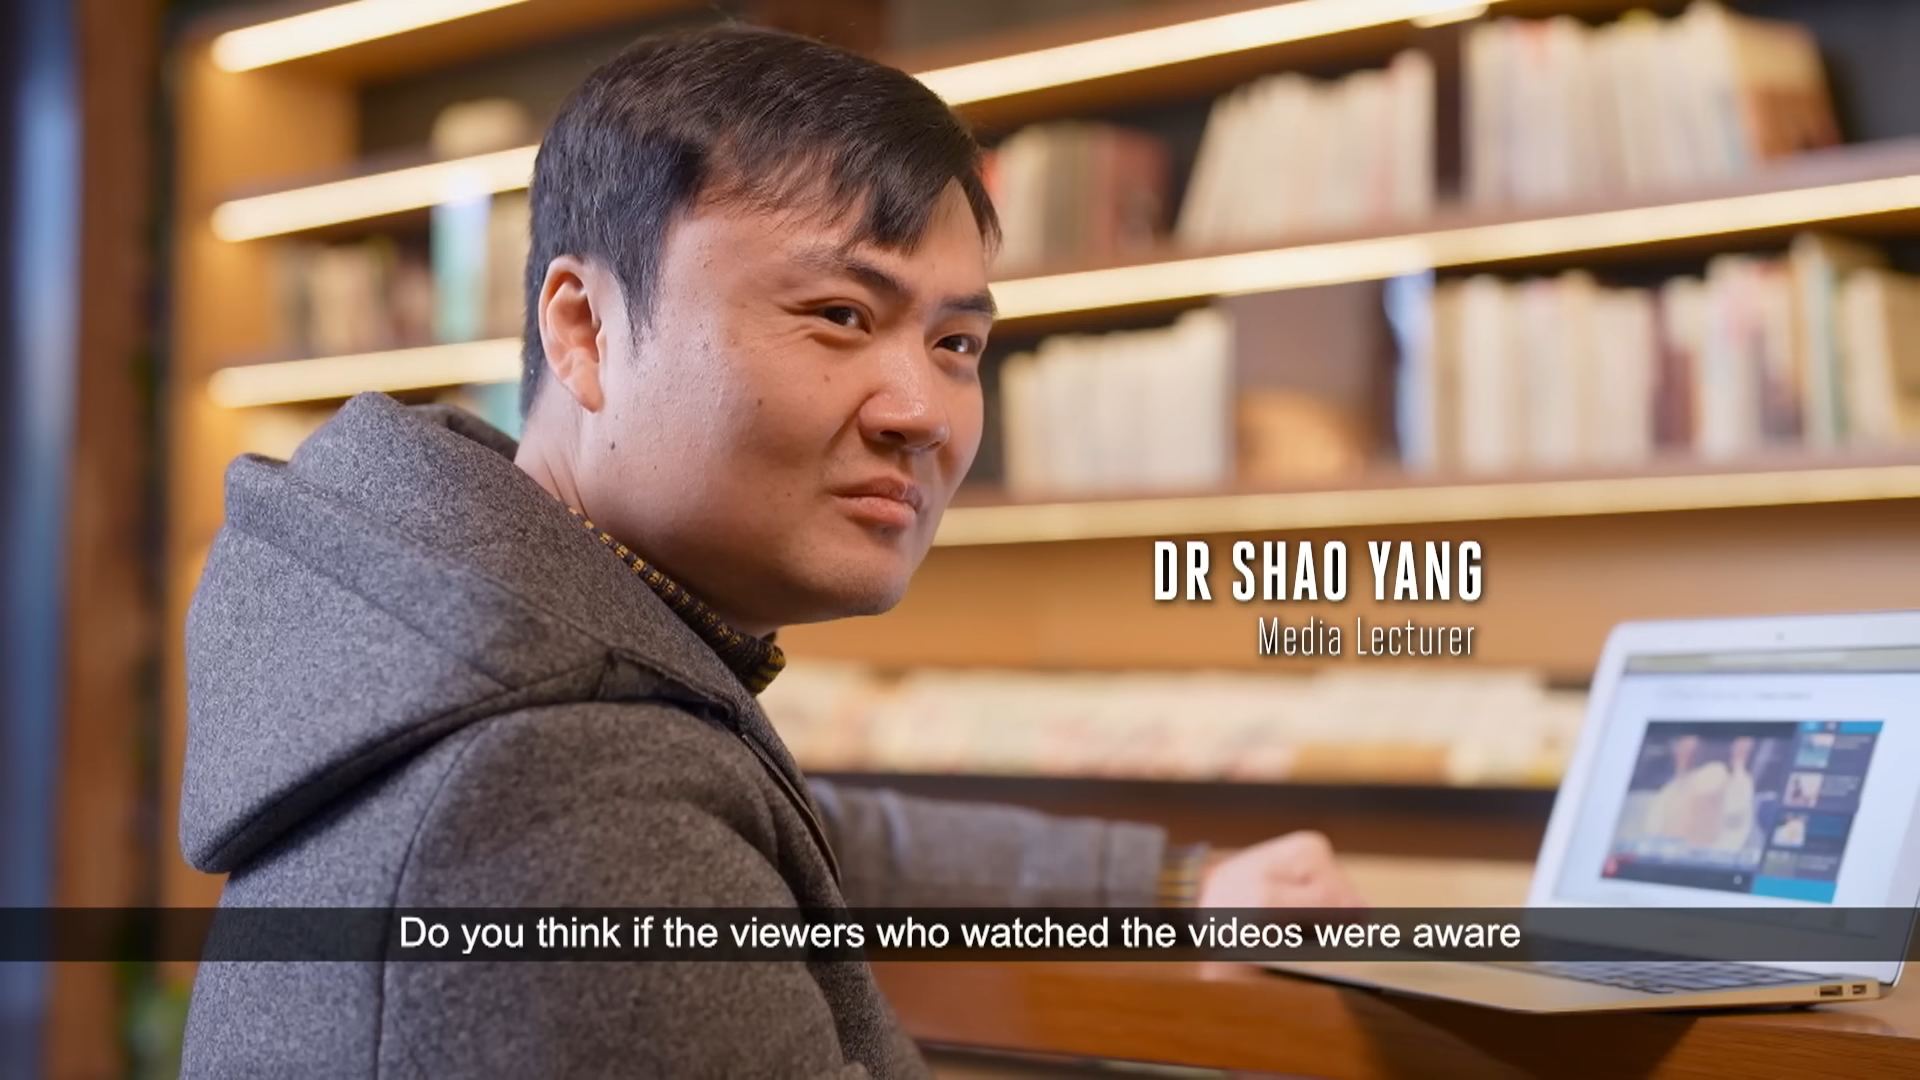 DR SHAO YANG
Media Lecturer
Do you think if the viewers who watched the videos were aware